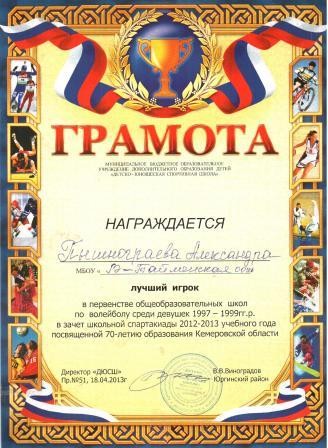 ГРАМОТА
МУНИЦИПАЛЬНОЕ БЮДЖЕТНОЕ ОБРАЗОВАТЕЛЬНОЕ
УЧРЕЖДЕНИЕ ДОПОЛНИТЕЛЬНОГО ОБРАЗОВАНИЯ ДЕТЕЙ
«ДЕТСКО-ЮНОШЕСКАЯ СПОРТИВНАЯ ШКОЛА»
НАГРАЖДАЕТСЯ
Пышнограева Александра
МБОУ «
лучший игрок
в первенстве общеобразовательных школ
по волейболу среди девушек 1997 – 1999гг.р.
в зачет школьной спартакиады 2012-2013 учебного года
посвященной 70-летию образования Кемеровской области
Директор «ДЮСШ» В.В.Виноградов
Пр.№51, 18.04.2013г Юргинский район